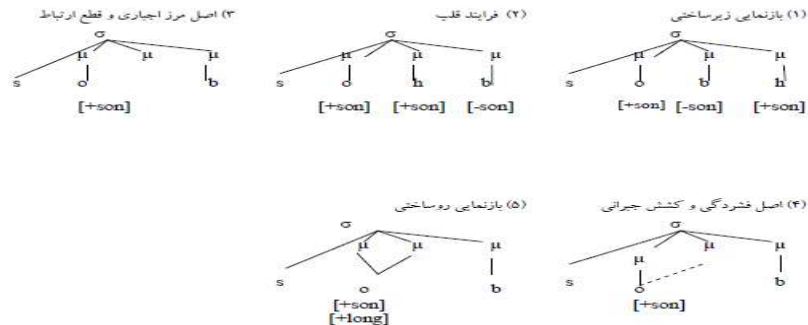 (۱) بازنمایی زیرساختی
σ
μ μ μ
s o b h
[+son] [-son] [+son]
(۲) فرایند قلب
σ
μ μ μ
s o h b
[+son] [+son] [-son]
۳) اصل مرز اجباری و قطع ارتباط
σ
μ μ μ
s o b
[+son]
(۴) اصل فشردگی و کشش جبرانی
σ
μ μ
μ
s o b
[+son]
(۵) بازنمایی روساختی
σ
μ μ μ
s
o b
[+son]
[+long]